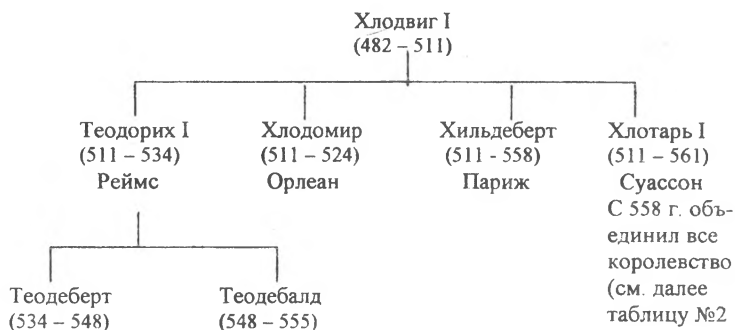 Хлодвиг I
(482 – 511)
Теодорих I
(511 – 534)
Реймс
Хлодомир
(511 – 524)
Орлеан
Хильдеберт
(511 - 558)
Париж
Хлотарь I
(511 – 561)
Суассон
С 558 г. объ-
единил все
королевство
(см. далее
таблицу №2
Теодеберт
(534 – 548)
Теодебалд
(548 – 555)